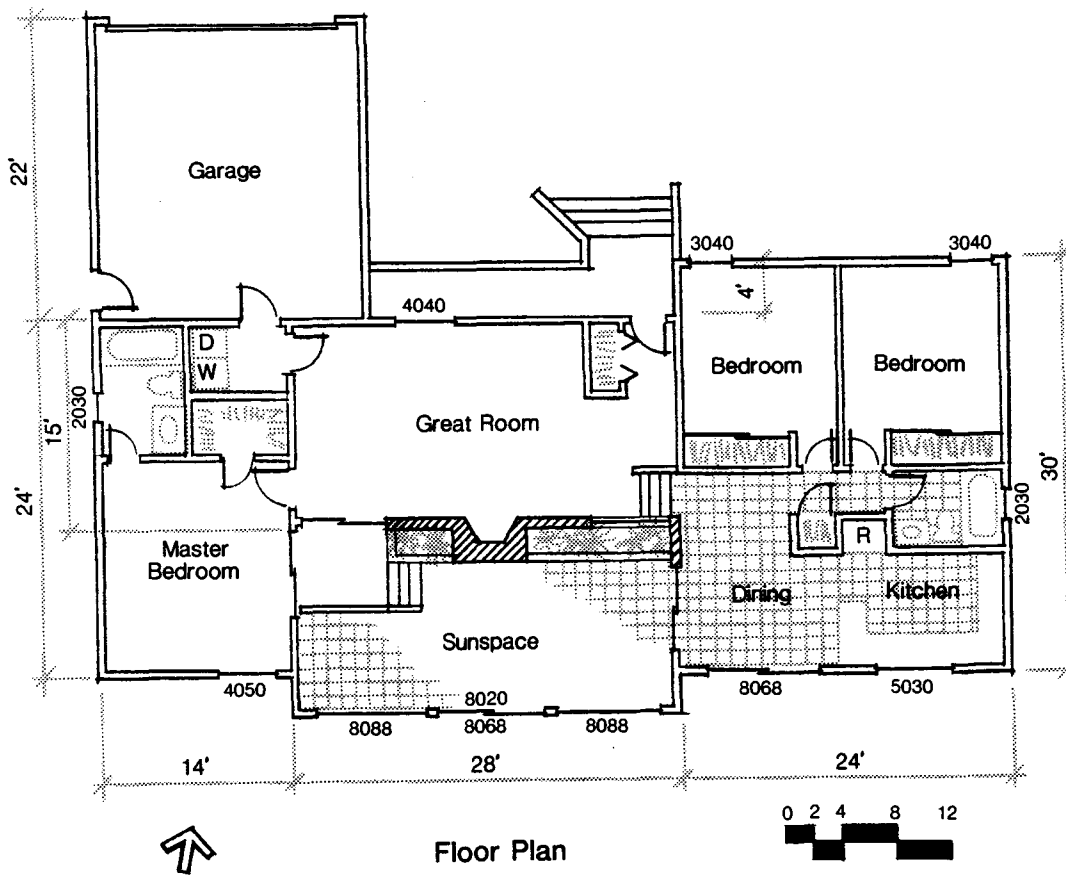 22'
Garage
3040
3040
4'
4040
D
W
Bedroom
Bedroom
2030
15'
Great Room
24'
30'
2030
Master
Bedroom
R
Dining
Kitchen
Sunspace
4050
8020
8088
8068
8088
8068
5030
14'
28'
24'
0 2 4 8 12
Floor Plan